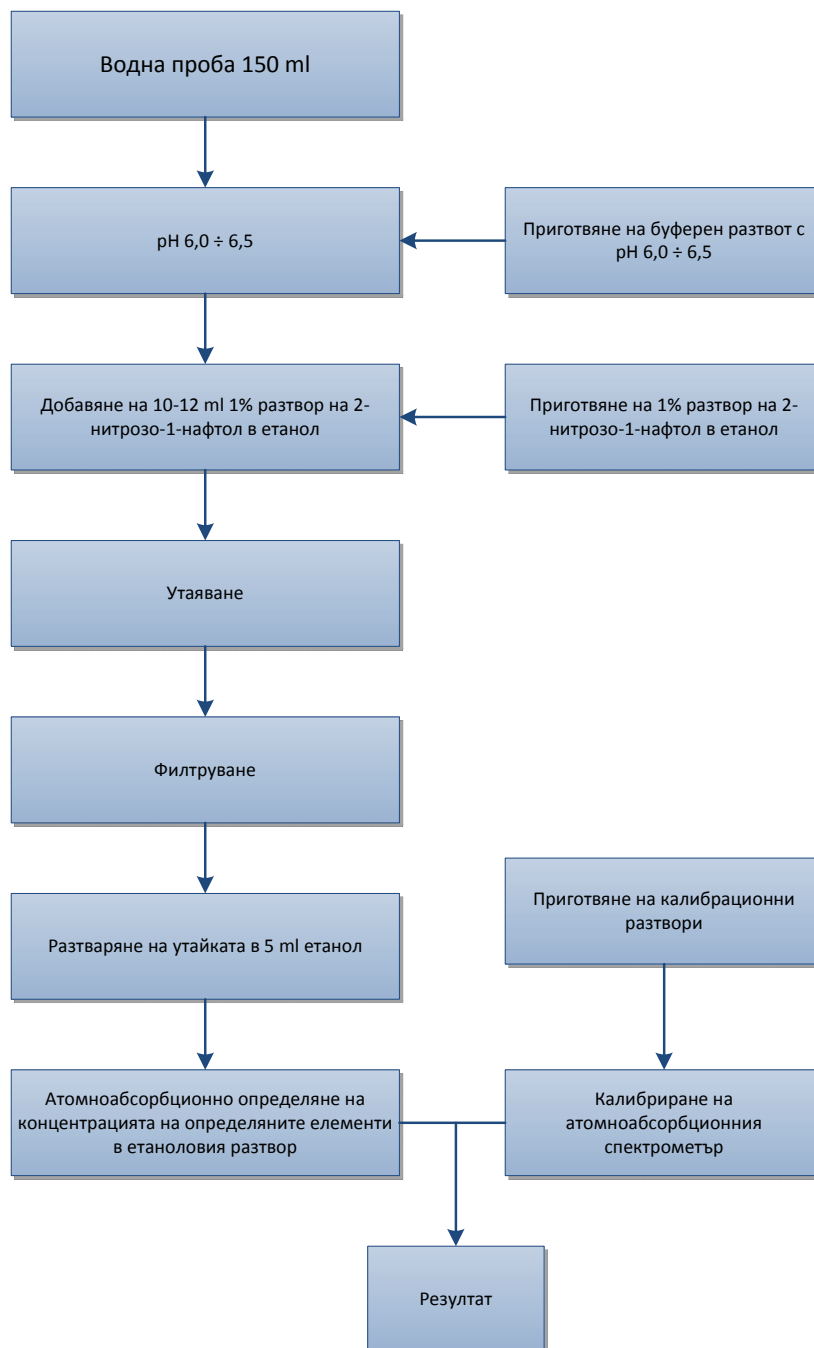 Водна проба 150 ml
pH 6,0 ÷ 6,5
Приготвяне на буферен разтвот с
pH 6,0 ÷ 6,5
Добавяне на 10-12 ml 1% разтвор на 2-
нитрозо-1-нафтол в етанол
Приготвяне на 1% разтвор на 2-
нитрозо-1-нафтол в етанол
Утаяване
Филтруване
Разтваряне на утайката в 5 ml етанол
Приготвяне на калибрационни
разтвори
Атомноабсорбционно определяне на
концентрацията на определяните елементи
в етаноловия разтвор
Калибриране на
атомноабсорбционния
спектрометър
Резултат